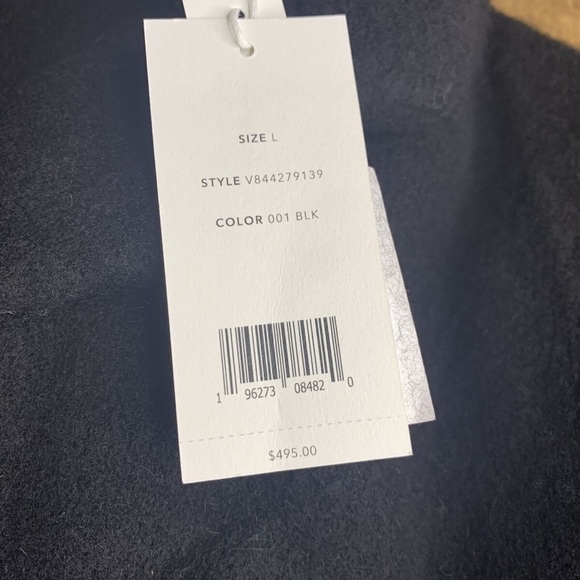 SIZE L
STYLE V844279139
COLOR 001 BLK
1 96273 08482 0
$495.00